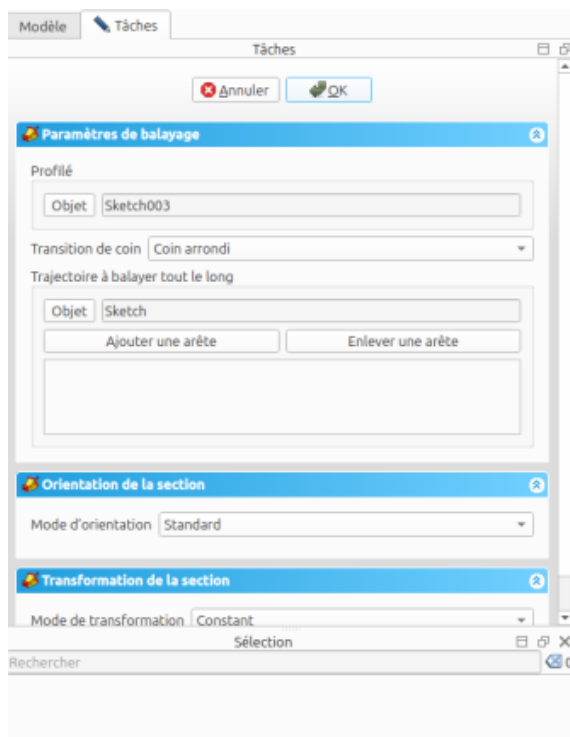 Modèle Tâches
Tâches
Annuler OK
Paramètres de balayage
Profilé
Objet Sketch003
Transition de coin Coin arrondi
Trajectoire à balayer tout le long
Objet Sketch
Ajouter une arête Enlever une arête
Orientation de la section
Mode d'orientation Standard
Transformation de la section
Mode de transformation Constant
Sélection
Rechercher